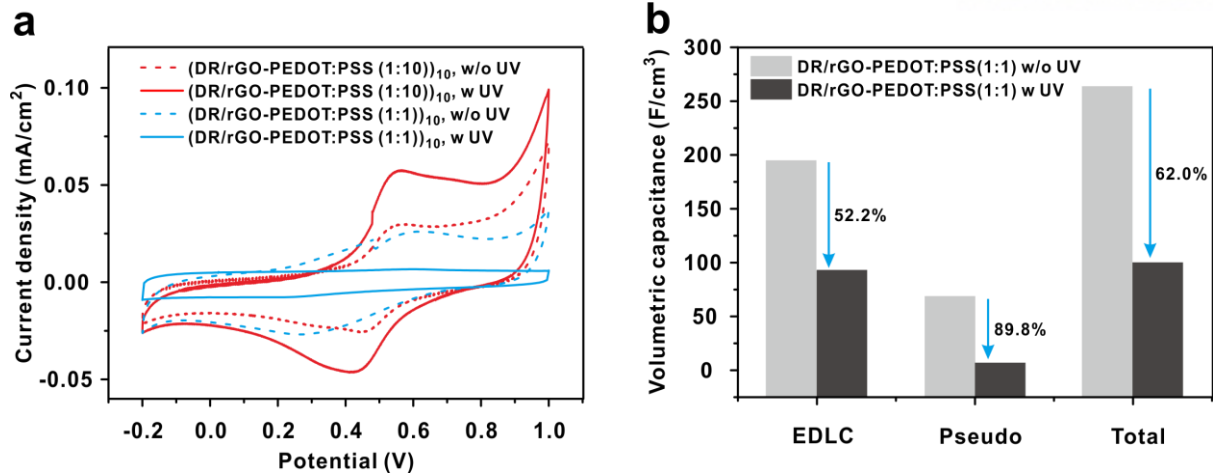 a
Current density (mA/cm²)
0.10
0.05
0.00
-0.05
(DR/rGO-PEDOT:PSS (1:10))₁₀, w/o UV
(DR/rGO-PEDOT:PSS (1:10))₁₀, w UV
(DR/rGO-PEDOT:PSS (1:1))₁₀, w/o UV
(DR/rGO-PEDOT:PSS (1:1))₁₀, w UV
-0.2 0.0 0.2 0.4 0.6 0.8 1.0
Potential (V)
b
Volumetric capacitance (F/cm³)
300
250
200
150
100
50
0
DR/rGO-PEDOT:PSS(1:1) w/o UV
DR/rGO-PEDOT:PSS(1:1) w UV
52.2%
89.8%
62.0%
EDLC Pseudo Total